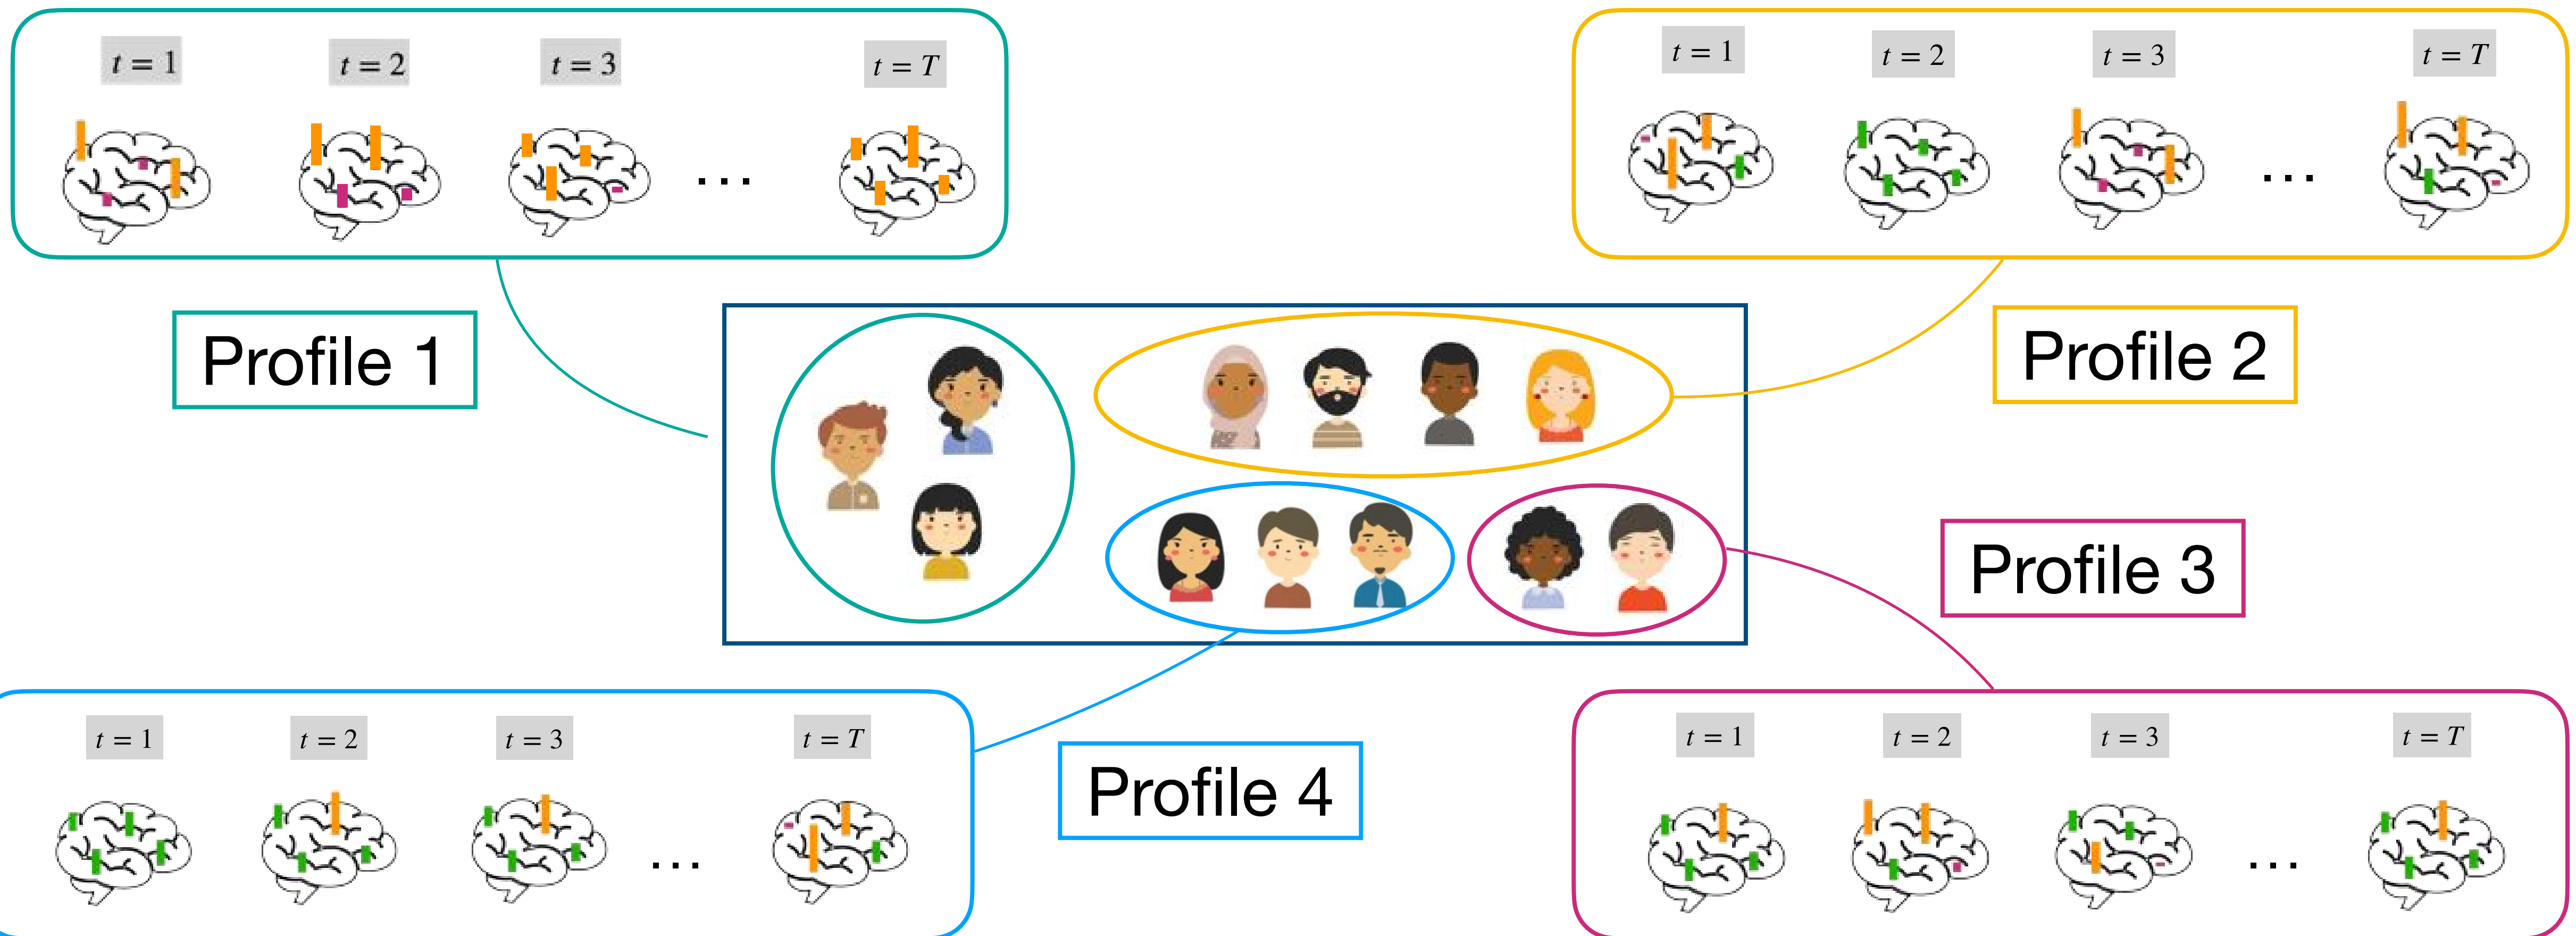 t = 1
t = 2
t = 3
t = T
...
Profile 1
t = 1
t = 2
t = 3
t = T
...
Profile 2
Profile 3
t = 1
t = 2
t = 3
t = T
...
Profile 4
t = 1
t = 2
t = 3
t = T
...